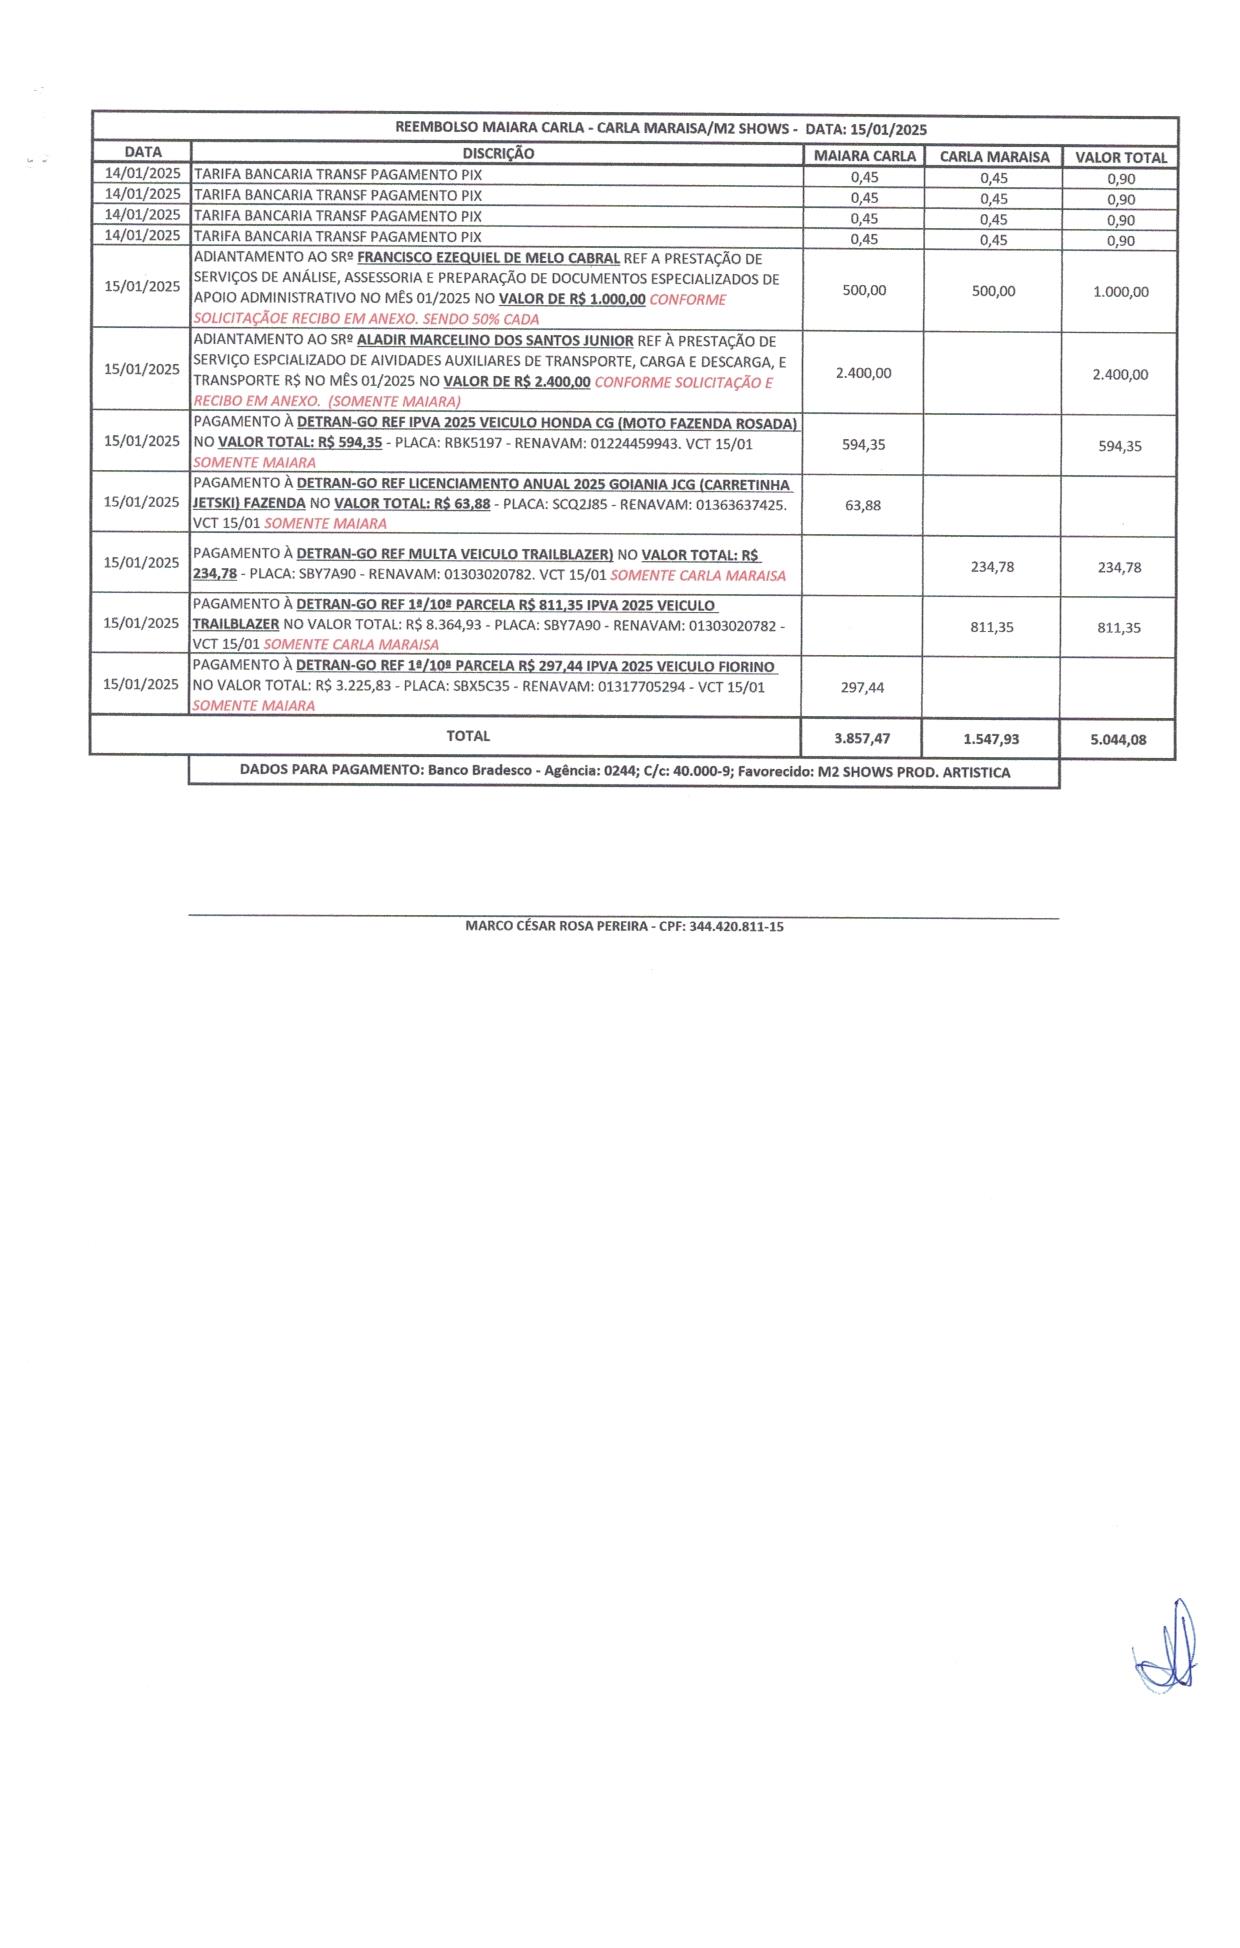 REEMBOLSO MAIARA CARLA - CARLA MARAISA/M2 SHOWS - DATA: 15/01/2025
DATA DISCRIÇÃO MAIARA CARLA CARLA MARAISA VALOR TOTAL
14/01/2025 TARIFA BANCARIA TRANSF PAGAMENTO PIX 0,45 0,45 0,90
14/01/2025 TARIFA BANCARIA TRANSF PAGAMENTO PIX 0,45 0,45 0,90
14/01/2025 TARIFA BANCARIA TRANSF PAGAMENTO PIX 0,45 0,45 0,90
14/01/2025 TARIFA BANCARIA TRANSF PAGAMENTO PIX 0,45 0,45 0,90
ADIANTAMENTO AO SRº FRANCISCO EZEQUIEL DE MELO CABRAL REF A PRESTAÇÃO DE
SERVIÇOS DE ANÁLISE, ASSESSORIA E PREPARAÇÃO DE DOCUMENTOS ESPECIALIZADOS DE
15/01/2025 APOIO ADMINISTRATIVO NO MÊS 01/2025 NO VALOR DE R$ 1.000,00 CONFORME 500,00 500,00 1.000,00
SOLICITAÇÃOE RECIBO EM ANEXO. SENDO 50% CADA
ADIANTAMENTO AO SRº ALADIR MARCELINO DOS SANTOS JUNIOR REF À PRESTAÇÃO DE
SERVIÇO ESPCIALIZADO DE AIVIDADES AUXILIARES DE TRANSPORTE, CARGA E DESCARGA, E
15/01/2025 TRANSPORTE R$ NO MÊS 01/2025 NO VALOR DE R$ 2.400,00 CONFORME SOLICITAÇÃO E 2.400,00 2.400,00
RECIBO EM ANEXO. (SOMENTE MAIARA)
PAGAMENTO À DETRAN-GO REF IPVA 2025 VEICULO HONDA CG (MOTO FAZENDA ROSADA)
15/01/2025 NO VALOR TOTAL: R$ 594,35 - PLACA: RBK5197 - RENAVAM: 01224459943. VCT 15/01 594,35 594,35
SOMENTE MAIARA
PAGAMENTO À DETRAN-GO REF LICENCIAMENTO ANUAL 2025 GOIANIA JCG (CARRETINHA
15/01/2025 JETSKI) FAZENDA NO VALOR TOTAL: R$ 63,88 - PLACA: SCQ2J85 - RENAVAM: 01363637425. 63,88
VCT 15/01 SOMENTE MAIARA
PAGAMENTO À DETRAN-GO REF MULTA VEICULO TRAILBLAZER) NO VALOR TOTAL: R$
15/01/2025 234,78 - PLACA: SBY7A90 - RENAVAM: 01303020782. VCT 15/01 SOMENTE CARLA MARAISA 234,78 234,78
PAGAMENTO À DETRAN-GO REF 1ª/10ª PARCELA R$ 811,35 IPVA 2025 VEICULO
15/01/2025 TRAILBLAZER NO VALOR TOTAL: R$ 8.364,93 - PLACA: SBY7A90 - RENAVAM: 01303020782 - 811,35 811,35
VCT 15/01 SOMENTE CARLA MARAISA
PAGAMENTO À DETRAN-GO REF 1ª/10ª PARCELA R$ 297,44 IPVA 2025 VEICULO FIORINO
15/01/2025 NO VALOR TOTAL: R$ 3.225,83 - PLACA: SBX5C35 - RENAVAM: 01317705294 - VCT 15/01 297,44
SOMENTE MAIARA
TOTAL 3.857,47 1.547,93 5.044,08
DADOS PARA PAGAMENTO: Banco Bradesco - Agência: 0244; C/c: 40.000-9; Favorecido: M2 SHOWS PROD. ARTISTICA
MARCO CÉSAR ROSA PEREIRA - CPF: 344.420.811-15